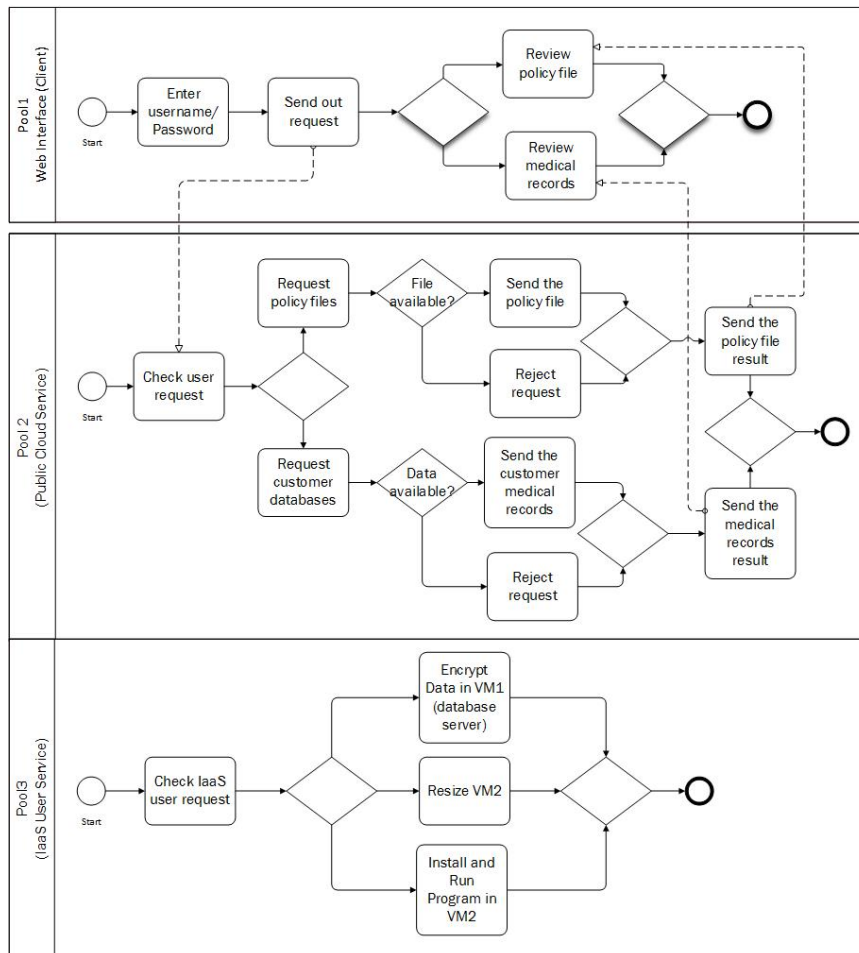 Pool1
Web Interface (Client)
Start
Enter
username/
Password
Send out
request
Review
policy file
Review
medical
records
Pool 2
(Public Cloud Service)
Start
Check user
request
Request
policy files
File
available?
Send the
policy file
Reject
request
Send the
policy file
result
Request
customer
databases
Data
available?
Send the
customer
medical
records
Reject
request
Send the
medical
records
result
Pool3
(IaaS User Service)
Start
Check IaaS
user request
Encrypt
Data in VM1
(database
server)
Resize VM2
Install and
Run
Program in
VM2